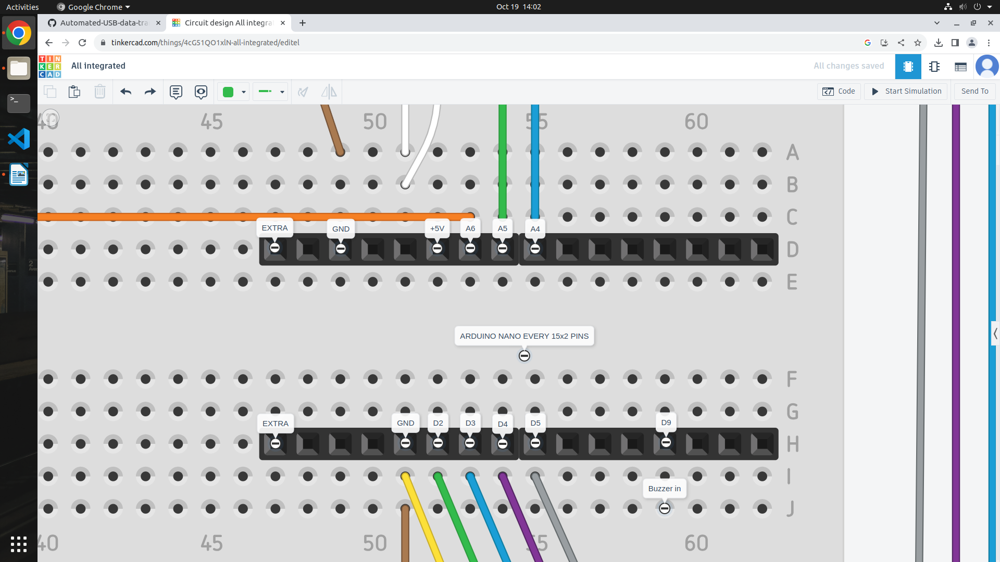 Activities
Google Chrome
Oct 19 14:02
Automated-USB-data-tra
Circuit design All integra
tinkercad.com/things/4cG51QO1xlN-all-integrated/editel
TIN
KER
CAD
All integrated
All changes saved
Code
Start Simulation
Send To
40 45 50 55 60
A
B
C
EXTRA GND +5V A6 A5 A4
D
E
ARDUINO NANO EVERY 15x2 PINS
F
G
EXTRA GND D2 D3 D4 D5 D9
H
I
Buzzer in
J
40 45 50 55 60